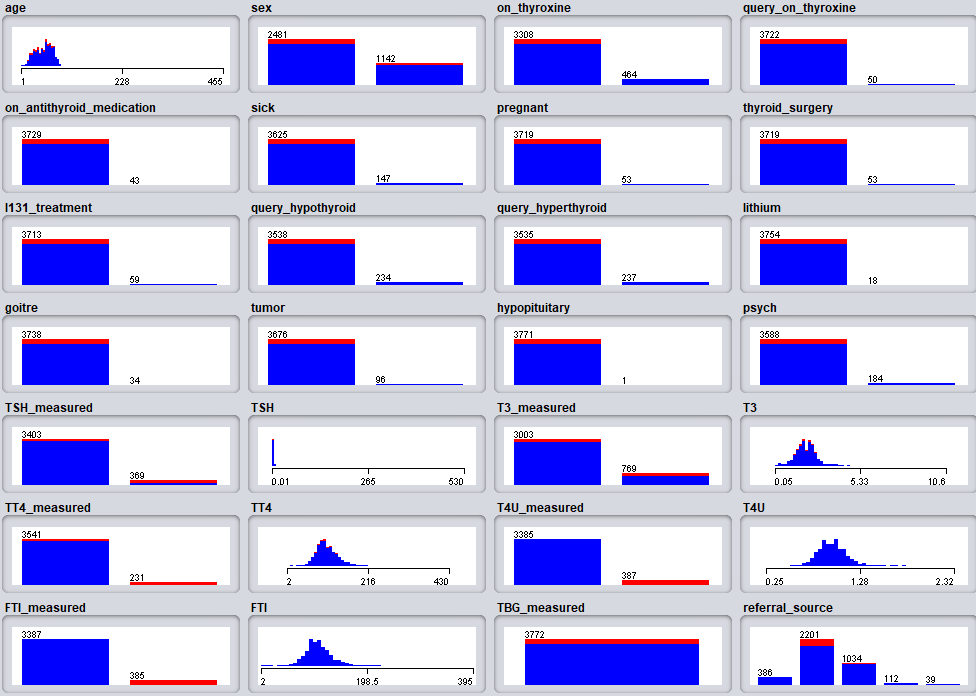 age sex on_thyroxine query_on_thyroxine
2481 1142 3308 464 3722 50
1 228 455
on_antithyroid_medication sick pregnant thyroid_surgery
3729 43 3625 147 3719 53 3719 53
I131_treatment query_hypothyroid query_hyperthyroid lithium
3713 59 3538 234 3535 237 3754 18
goitre tumor hypopituitary psych
3738 34 3676 96 3771 1 3588 184
TSH_measured TSH T3_measured T3
3403 369 3003 769
0.01 265 530 0.05 5.33 10.6
TT4_measured TT4 T4U_measured T4U
3541 231 3385 387
2 216 430 0.25 1.28 2.32
FTI_measured FTI TBG_measured referral_source
3387 385 3772 386 2201 1034 112 39
2 198.5 395